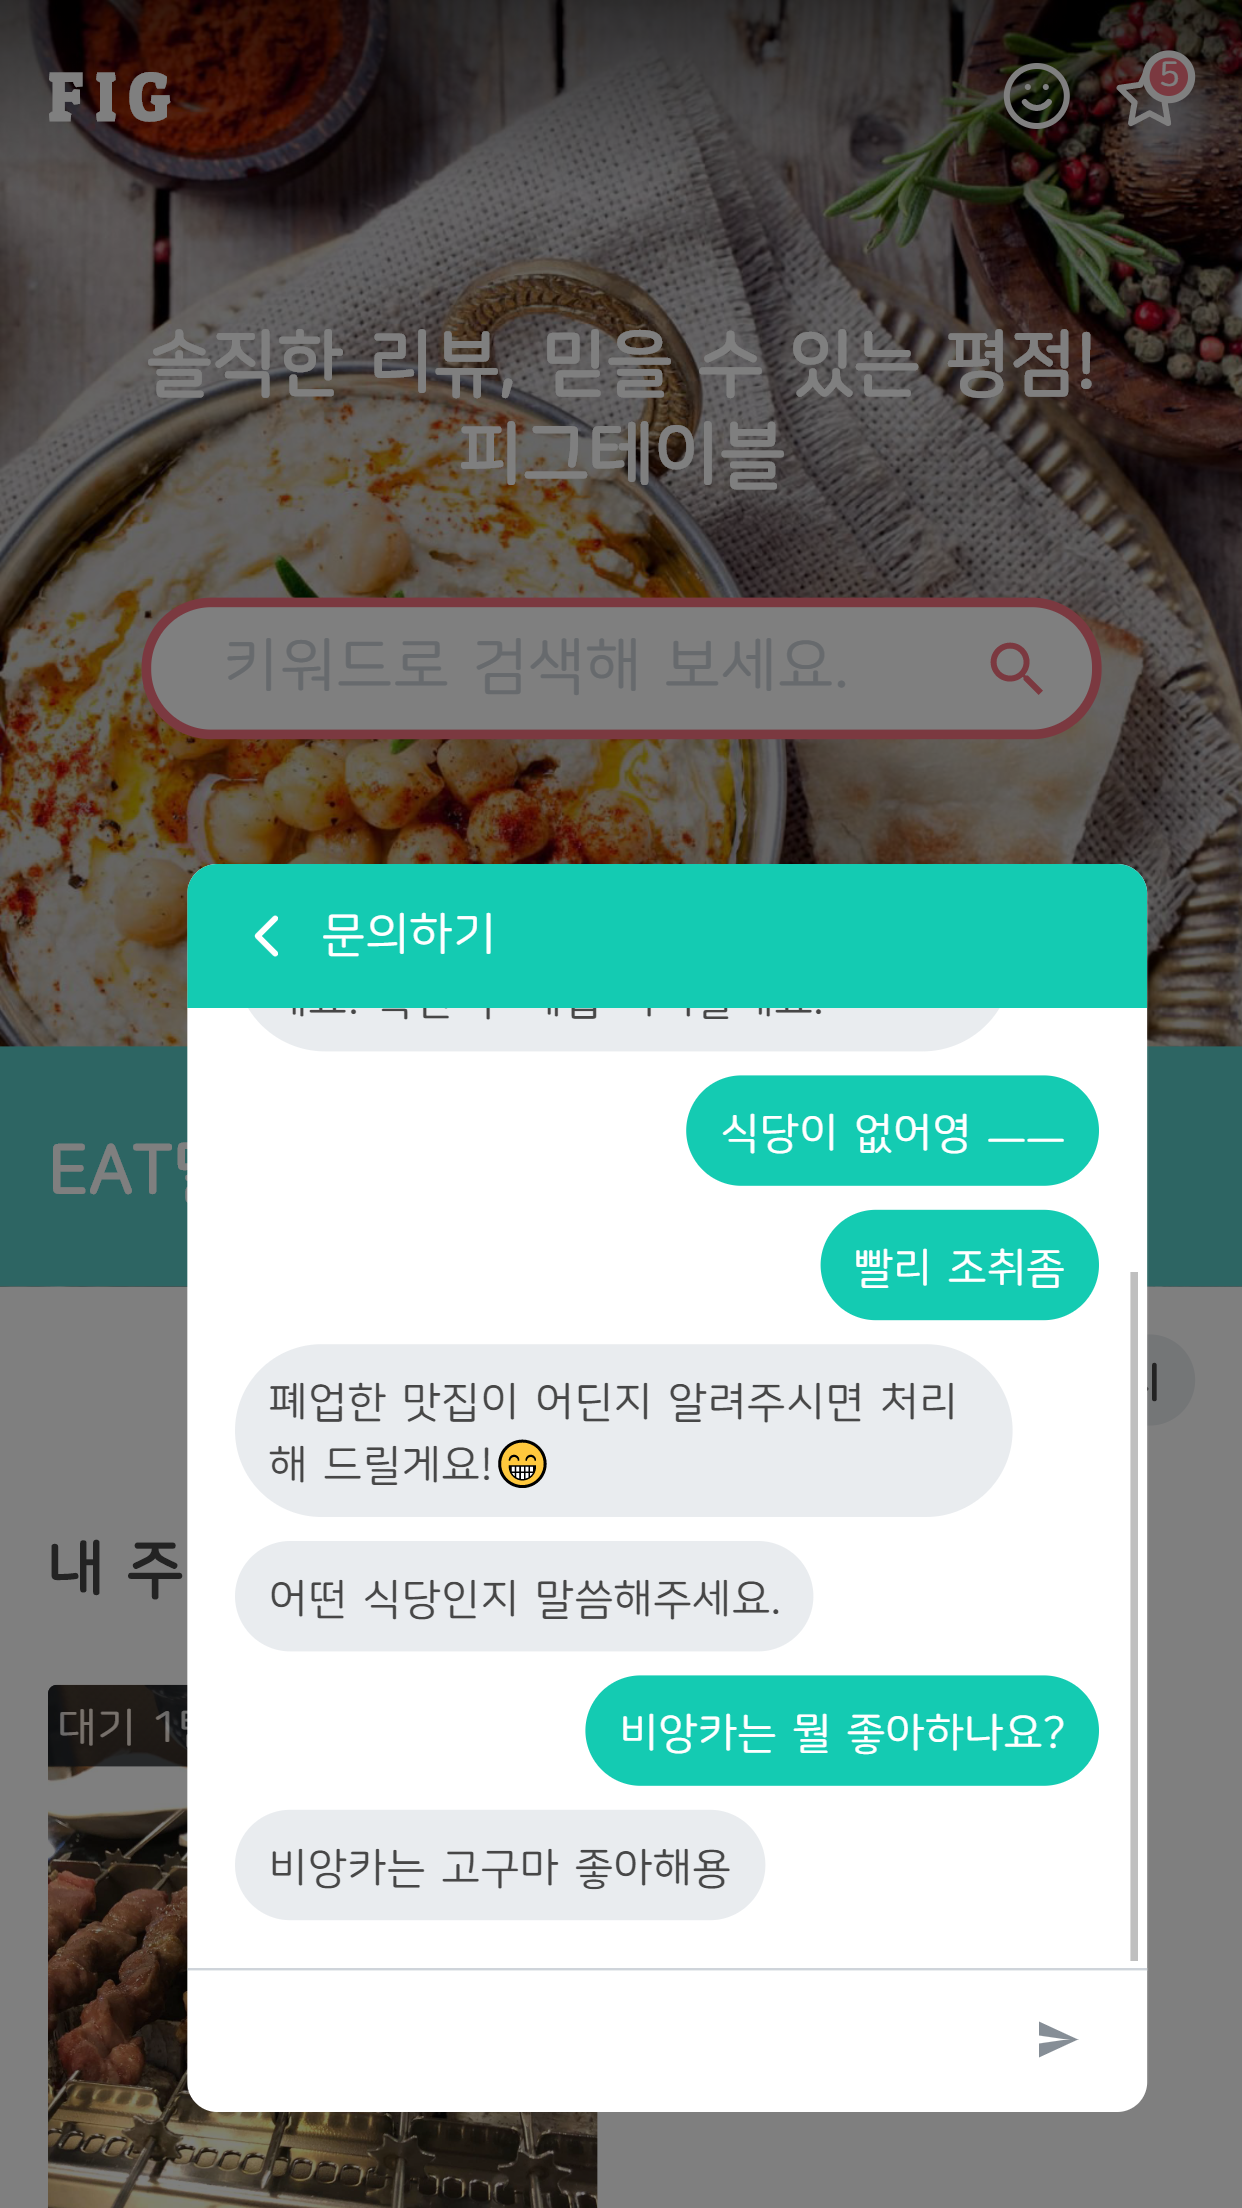 FIG
5
솔직한 리뷰, 믿을 수 있는 평점!
피그테이블
키워드로 검색해 보세요.
문의하기
EAT
식당이 없어영 ㅡㅡ
빨리 조취좀
폐업한 맛집이 어딘지 알려주시면 처리
해 드릴게요!😁
어떤 식당인지 말씀해주세요.
내 주
대기 1
비앙카는 뭘 좋아하나요?
비앙카는 고구마 좋아해용